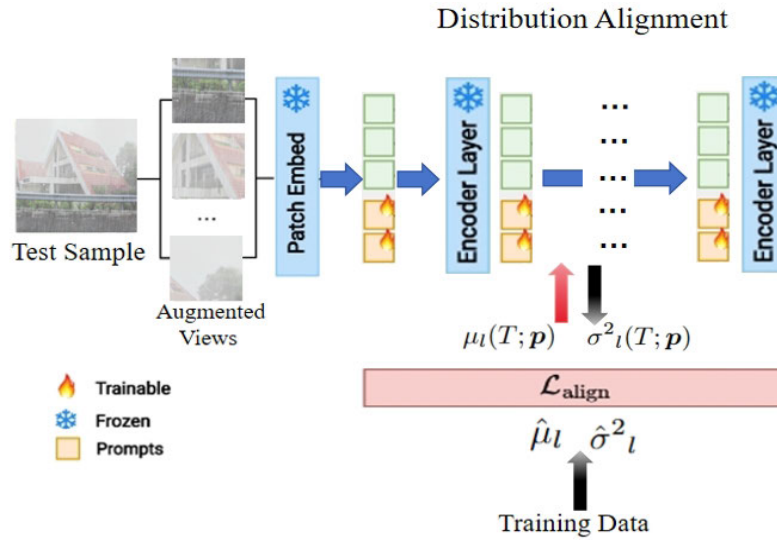 Distribution Alignment
Test Sample
...
Augmented
Views
Patch Embed
Encoder Layer
...
...
...
...
...
Encoder Layer
μₗ(T; p) σ²ₗ(T; p)
𝓛align
μ̂ₗ σ̂²ₗ
Training Data
Trainable
Frozen
Prompts